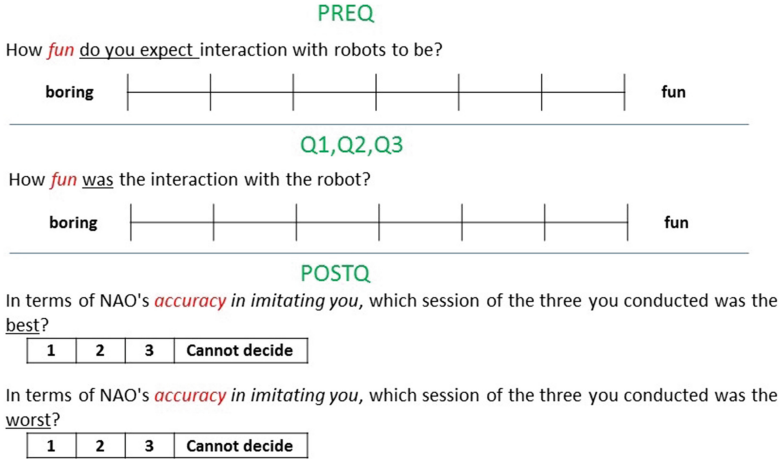 PREQ
How fun do you expect interaction with robots to be?
boring fun
Q1,Q2,Q3
How fun was the interaction with the robot?
boring fun
POSTQ
In terms of NAO's accuracy in imitating you, which session of the three you conducted was the
best?
1 2 3 Cannot decide
In terms of NAO's accuracy in imitating you, which session of the three you conducted was the
worst?
1 2 3 Cannot decide